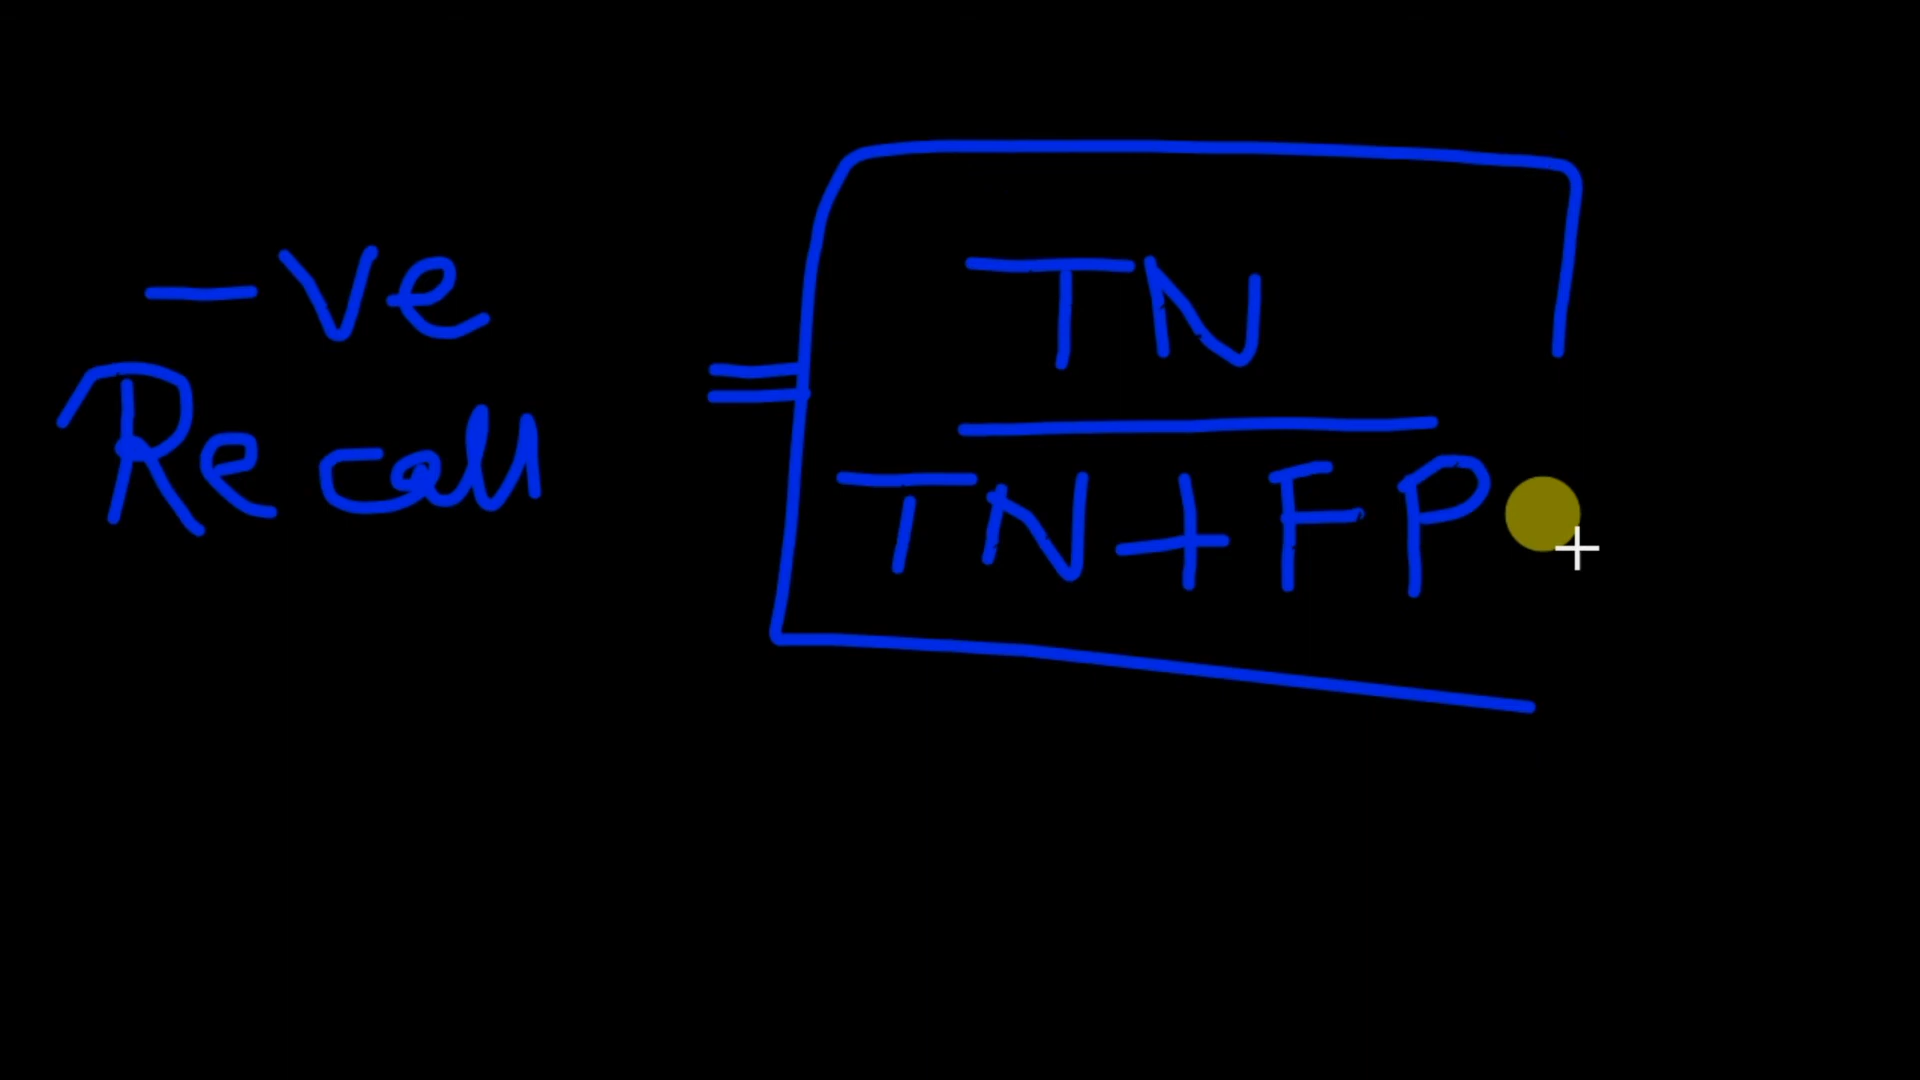 -ve
Recall
=
TN
TN+FP